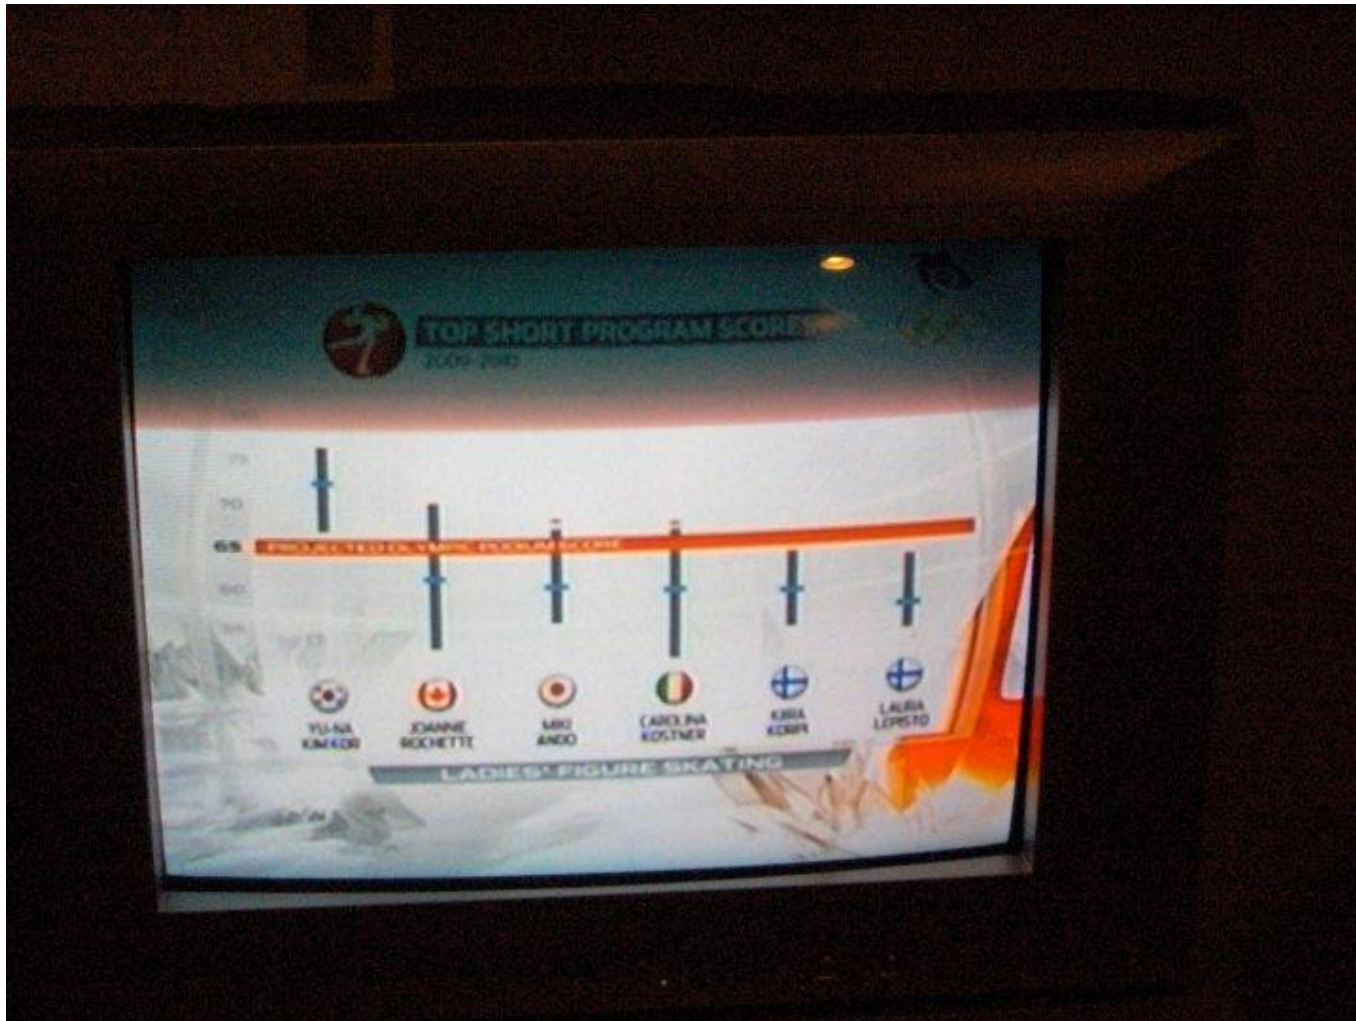 TOP SHORT PROGRAM SCORES
2009-2010
75
70
65 PROJECTED OLYMPIC PODIUM SCORE
60
55
YU-NA
KIM KOR
JOANNIE
ROCHETTE
MIKI
ANDO
CAROLINA
KOSTNER
KIIRA
KORPI
LAURA
LEPISTO
LADIES' FIGURE SKATING